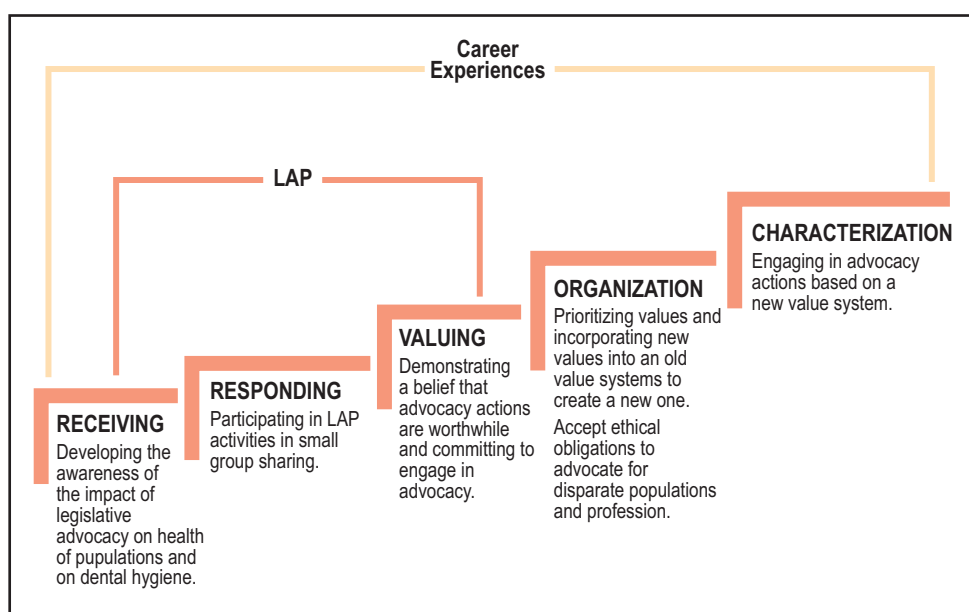 Career
Experiences
LAP
RECEIVING
Developing the
awareness of
the impact of
legislative
advocacy on health
of pupulations and
on dental hygiene.
RESPONDING
Participating in LAP
activities in small
group sharing.
VALUING
Demonstrating
a belief that
advocacy actions
are worthwhile
and committing to
engage in
advocacy.
ORGANIZATION
Prioritizing values and
incorporating new
values into an old
value systems to
create a new one.
Accept ethical
obligations to
advocate for
disparate populations
and profession.
CHARACTERIZATION
Engaging in advocacy
actions based on a
new value system.